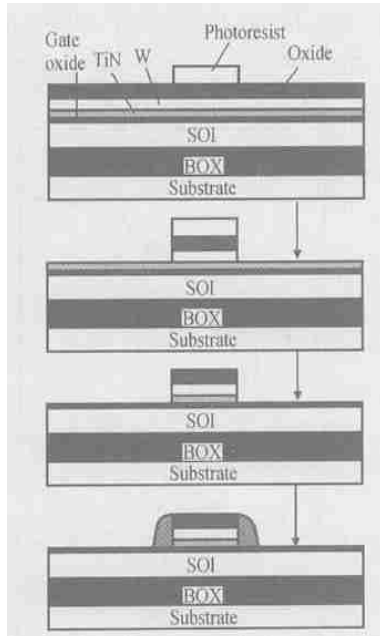 Photoresist
Gate oxide TiN W Oxide
SOI
BOX
Substrate
SOI
BOX
Substrate
SOI
BOX
Substrate
SOI
BOX
Substrate